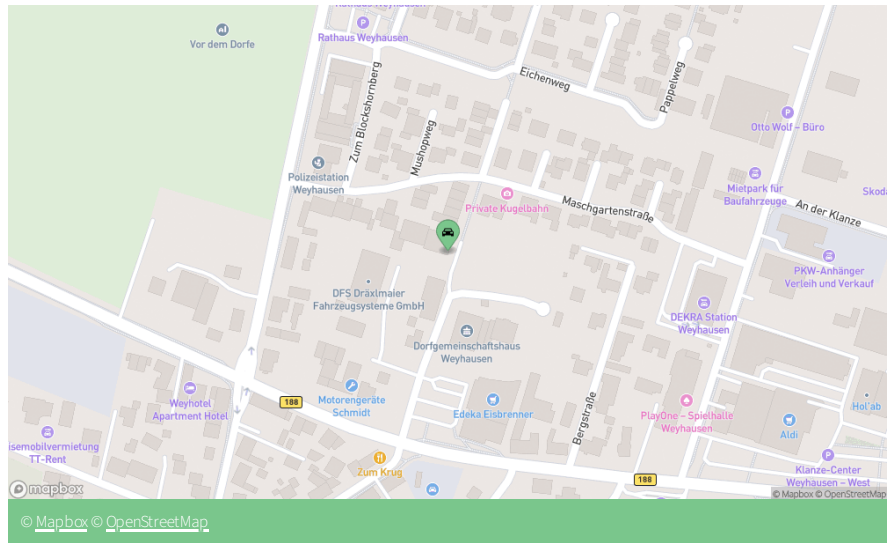 Rathaus Weyhausen
Vor dem Dorfe
Rathaus Weyhausen
Eichenweg
Pappelweg
Zum Blockshornberg
Otto Wolf – Büro
Mushopweg
Polizeistation
Weyhausen
Mietpark für
Baufahrzeuge
Skoda
Private Kugelbahn
Maschgartenstraße
An der Klanze
PKW-Anhänger
Verleih und Verkauf
DFS Dräxlmaier
Fahrzeugsysteme GmbH
DEKRA Station
Weyhausen
Dorfgemeinschaftshaus
Weyhausen
188
Weyhotel
Apartment Hotel
Motorengeräte
Schmidt
Edeka Eisbrenner
Bergstraße
PlayOne – Spielhalle
Weyhausen
Hol'ab
Aldi
isemobilvermietung
TT-Rent
Zum Krug
Klanze-Center
Weyhausen – West
188
mapbox
© Mapbox © OpenStreetMap
© Mapbox © OpenStreetMap